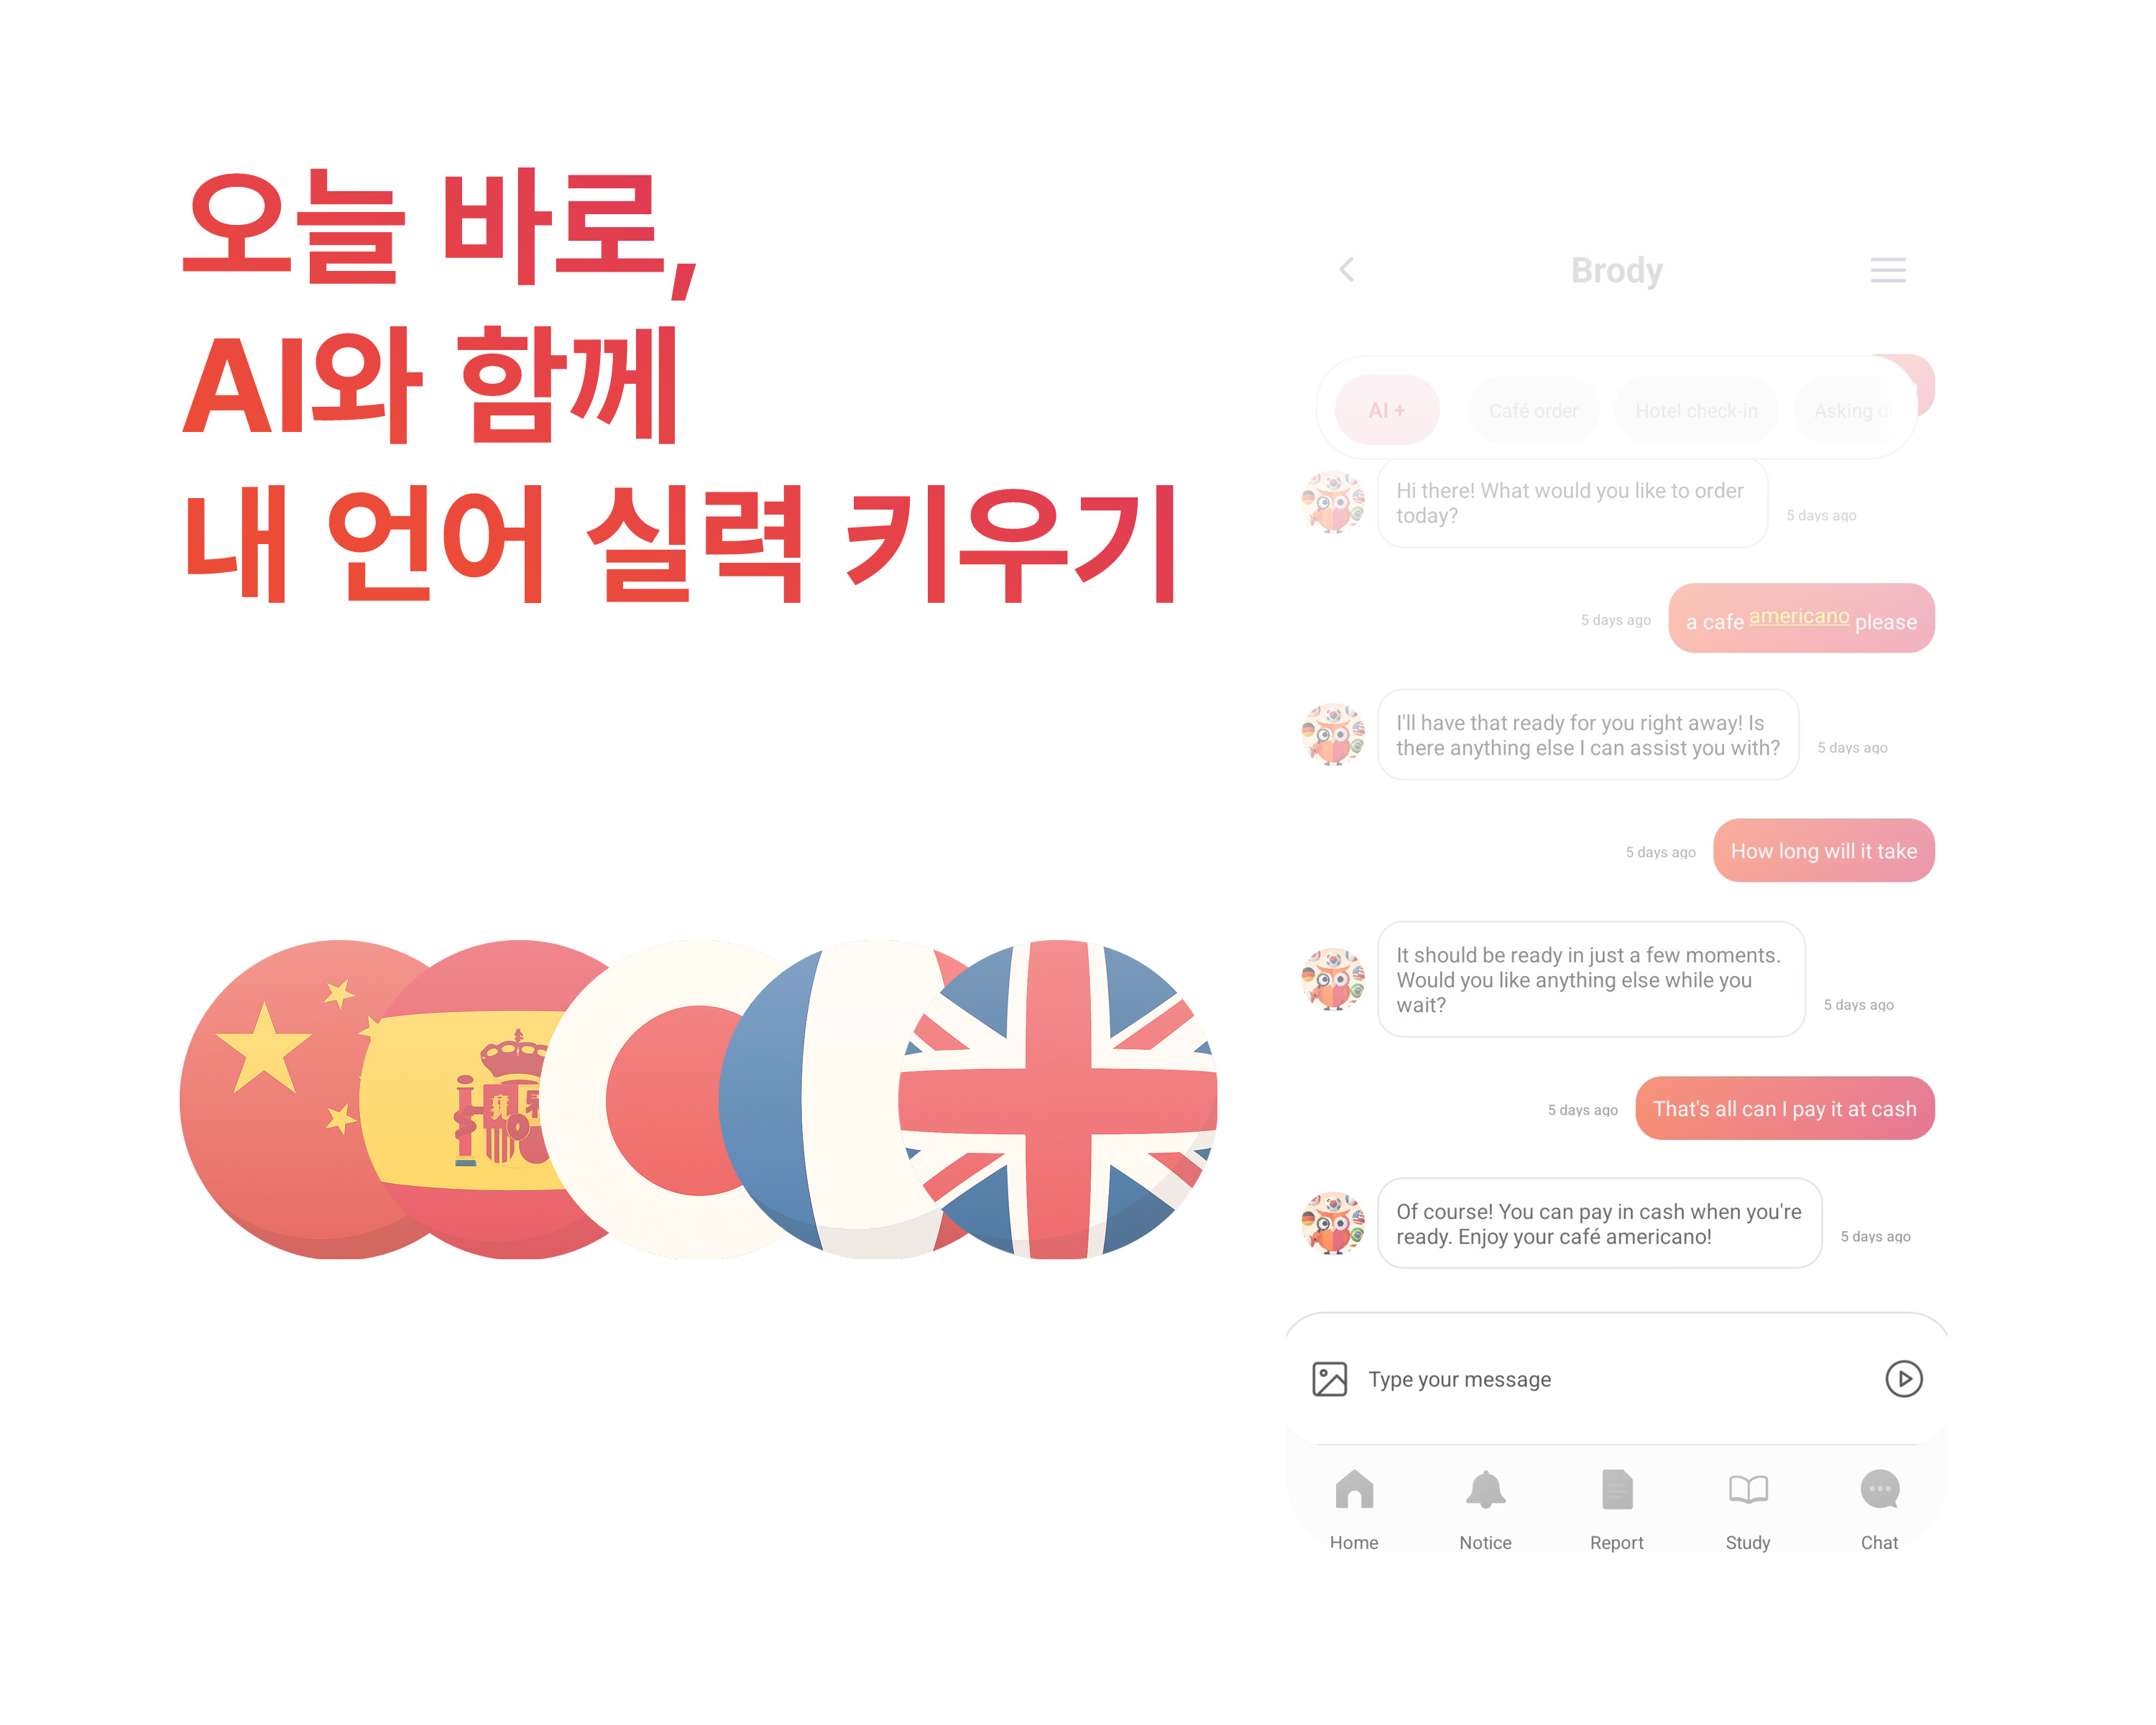 오늘 바로,
AI와 함께
내 언어 실력 키우기
Brody
AI +
Café order
Hotel check-in
Asking
Hi there! What would you like to order
today?
5 days ago
a cafe americano please
5 days ago
I'll have that ready for you right away! Is
there anything else I can assist you with?
5 days ago
How long will it take
5 days ago
It should be ready in just a few moments.
Would you like anything else while you
wait?
5 days ago
That's all can I pay it at cash
5 days ago
Of course! You can pay in cash when you're
ready. Enjoy your café americano!
5 days ago
Type your message
Home
Notice
Report
Study
Chat